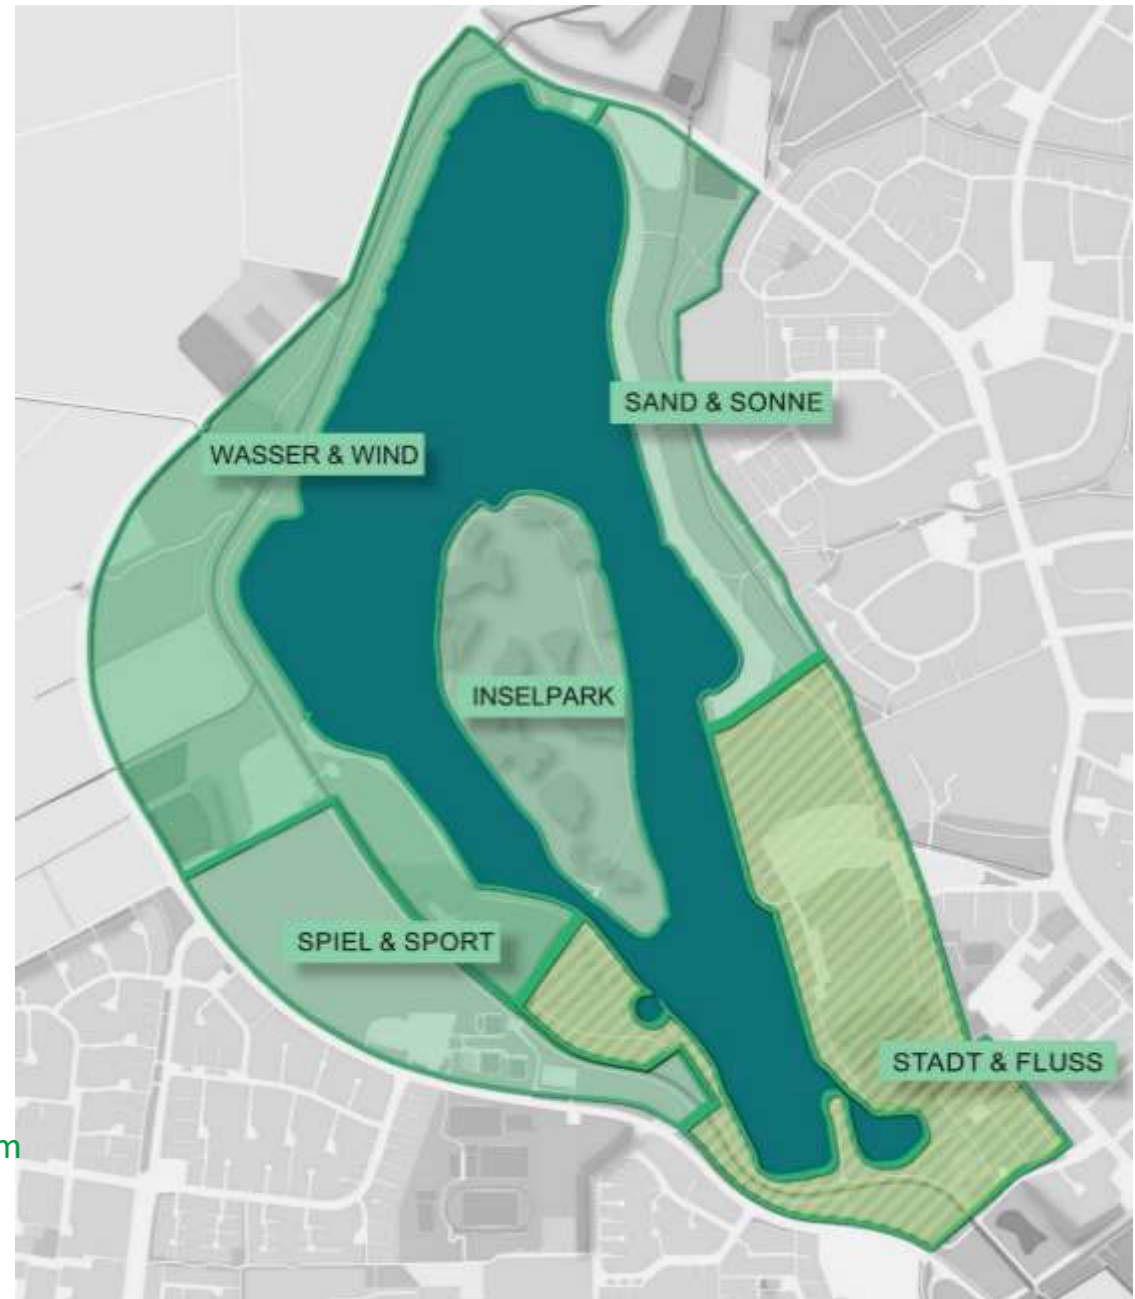 SAND & SONNE
WASSER & WIND
INSELPARK
SPIEL & SPORT
STADT & FLUSS
m